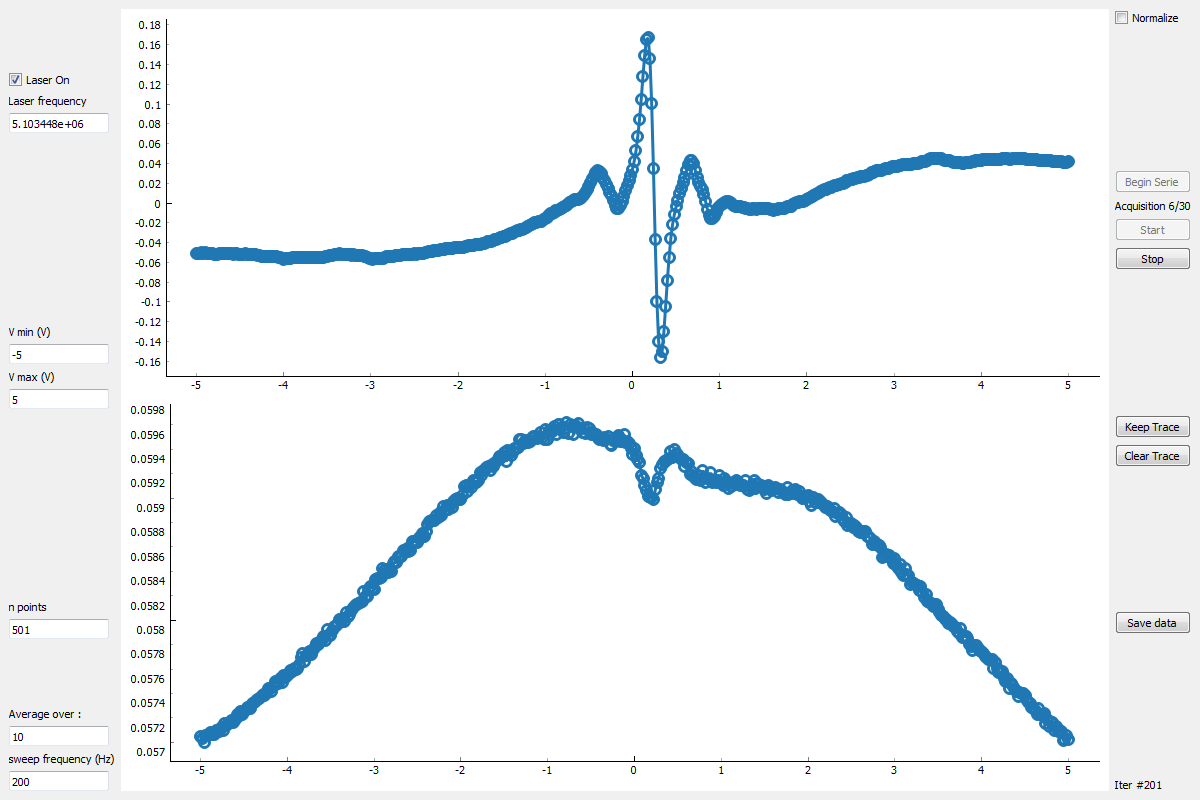 Laser On
Laser frequency
5.103448e+06
V min (V)
-5
V max (V)
5
n points
501
Average over :
10
sweep frequency (Hz)
200
0.18
0.16
0.14
0.12
0.1
0.08
0.06
0.04
0.02
0
-0.02
-0.04
-0.06
-0.08
-0.1
-0.12
-0.14
-0.16
-5 -4 -3 -2 -1 0 1 2 3 4 5
0.0598
0.0596
0.0594
0.0592
0.059
0.0588
0.0586
0.0584
0.0582
0.058
0.0578
0.0576
0.0574
0.0572
0.057
-5 -4 -3 -2 -1 0 1 2 3 4 5
Normalize
Begin Serie
Acquisition 6/30
Start
Stop
Keep Trace
Clear Trace
Save data
Iter #201